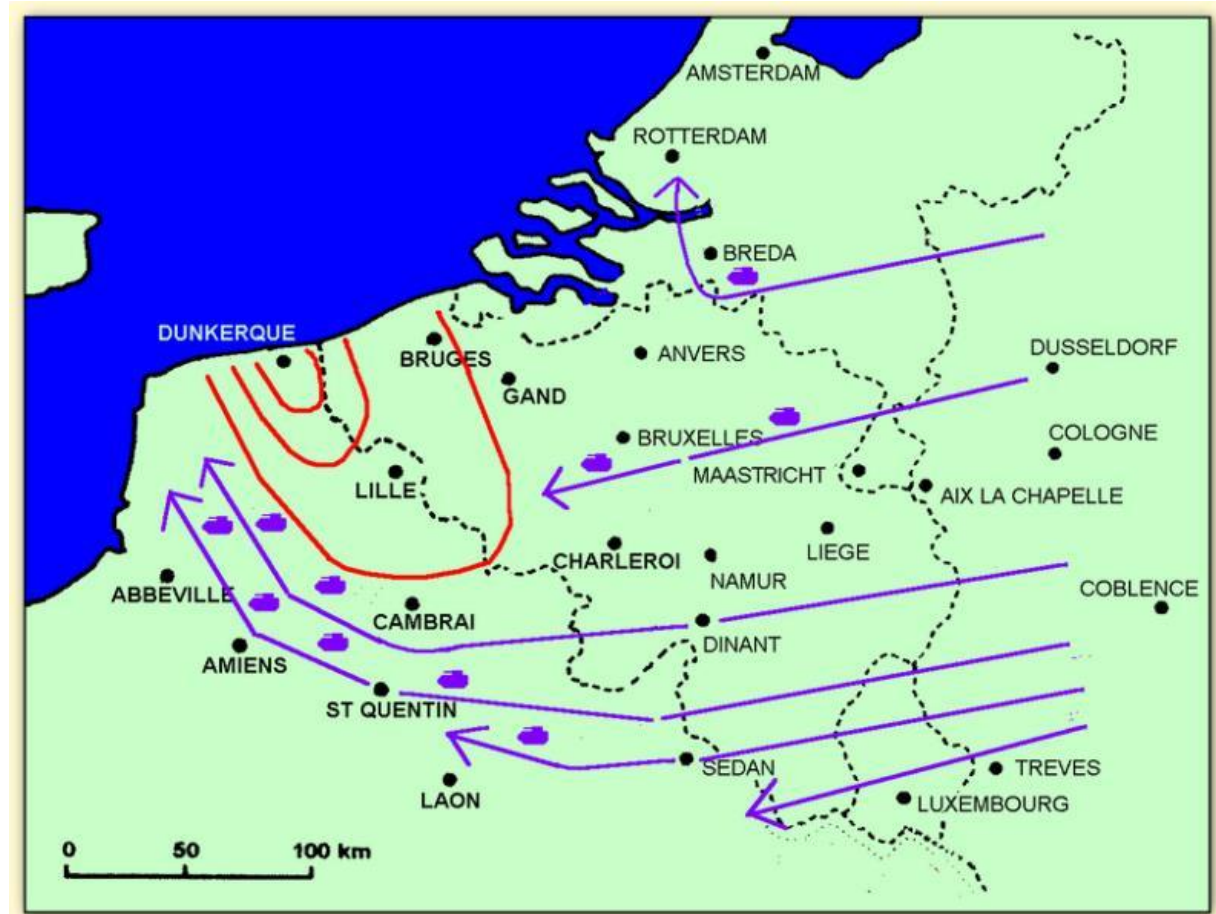 AMSTERDAM
ROTTERDAM
BREDA
DUNKERQUE
BRUGES
ANVERS
DUSSELDORF
GAND
BRUXELLES
COLOGNE
LILLE
MAASTRICHT
AIX LA CHAPELLE
CHARLEROI
LIEGE
NAMUR
ABBEVILLE
CAMBRAI
COBLENCE
DINANT
AMIENS
ST QUENTIN
SEDAN
TREVES
LAON
LUXEMBOURG
0 50 100 km